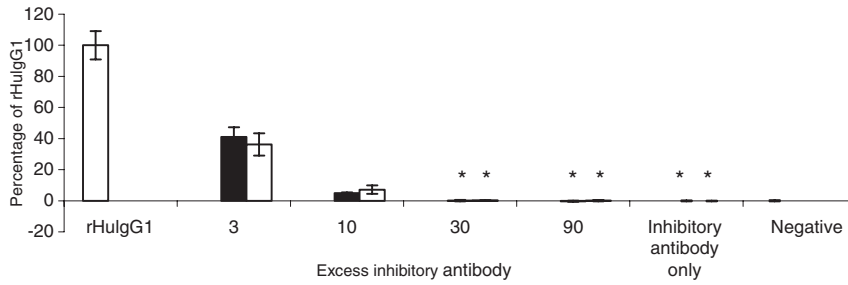 Percentage of rHuIgG1
120
100
80
60
40
20
0
-20
* * * * * *
rHuIgG1 3 10 30 90 Inhibitory antibody only Negative
Excess inhibitory antibody